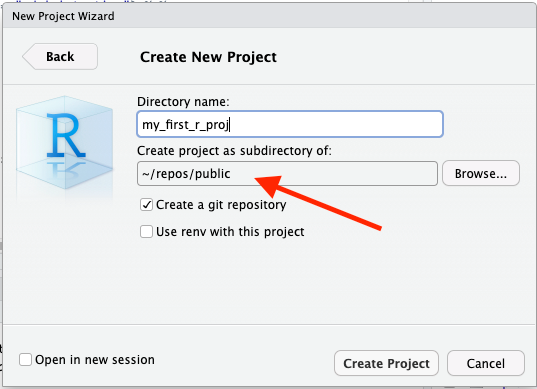 New Project Wizard
Back
Create New Project
R
Directory name:
my_first_r_proj
Create project as subdirectory of:
~/repos/public
Browse...
Create a git repository
Use renv with this project
Open in new session
Create Project
Cancel